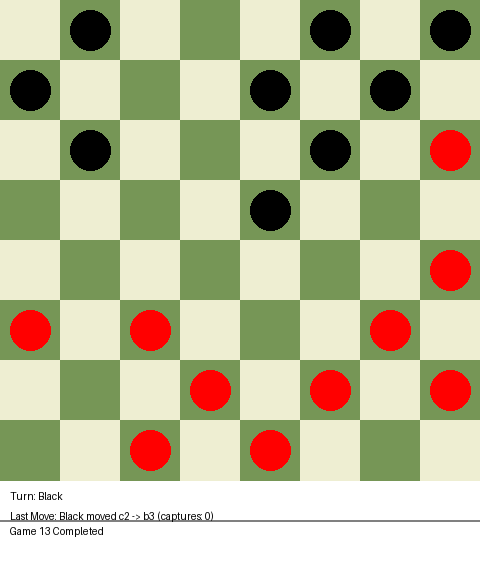 Turn: Black
Last Move: Black moved c2 -> b3 (captures: 0)
Game 13 Completed